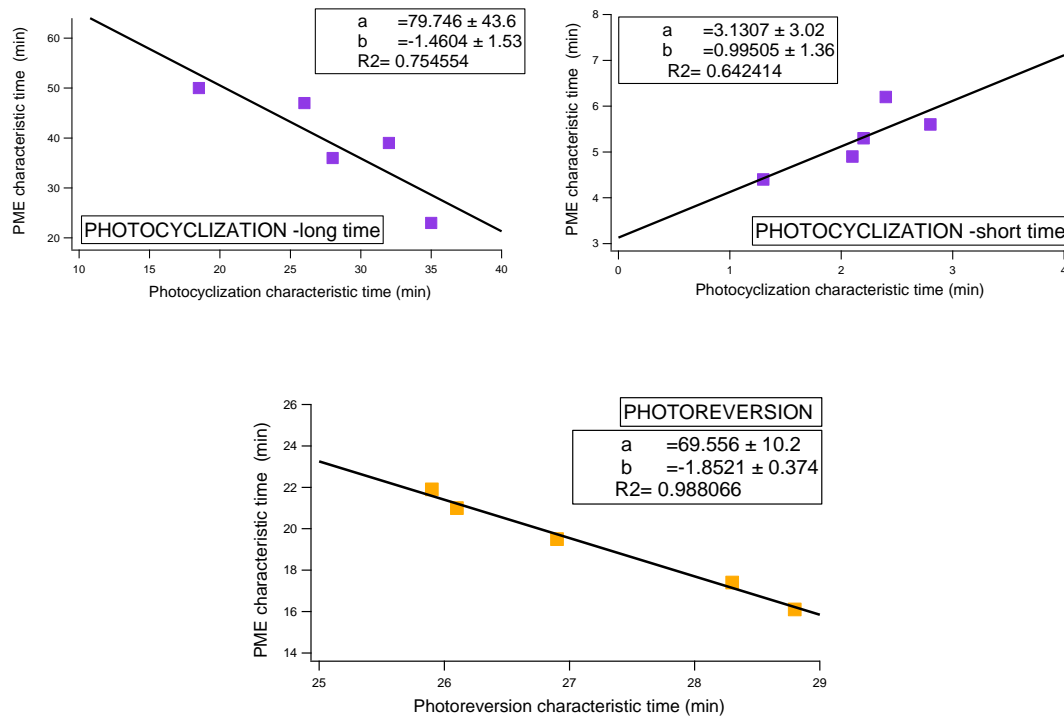 PME characteristic time (min)
60
50
40
30
20
a =79.746 ± 43.6
b =-1.4604 ± 1.53
R2= 0.754554
PHOTOCYCLIZATION -long time
10 15 20 25 30 35 40
Photocyclization characteristic time (min)
PME characteristic time (min)
8
7
6
5
4
3
a =3.1307 ± 3.02
b =0.99505 ± 1.36
R2= 0.642414
PHOTOCYCLIZATION -short time
0 1 2 3 4
Photocyclization characteristic time (min)
PME characteristic time (min)
26
24
22
20
18
16
14
PHOTOREVERSION
a =69.556 ± 10.2
b =-1.8521 ± 0.374
R2= 0.988066
25 26 27 28 29
Photoreversion characteristic time (min)